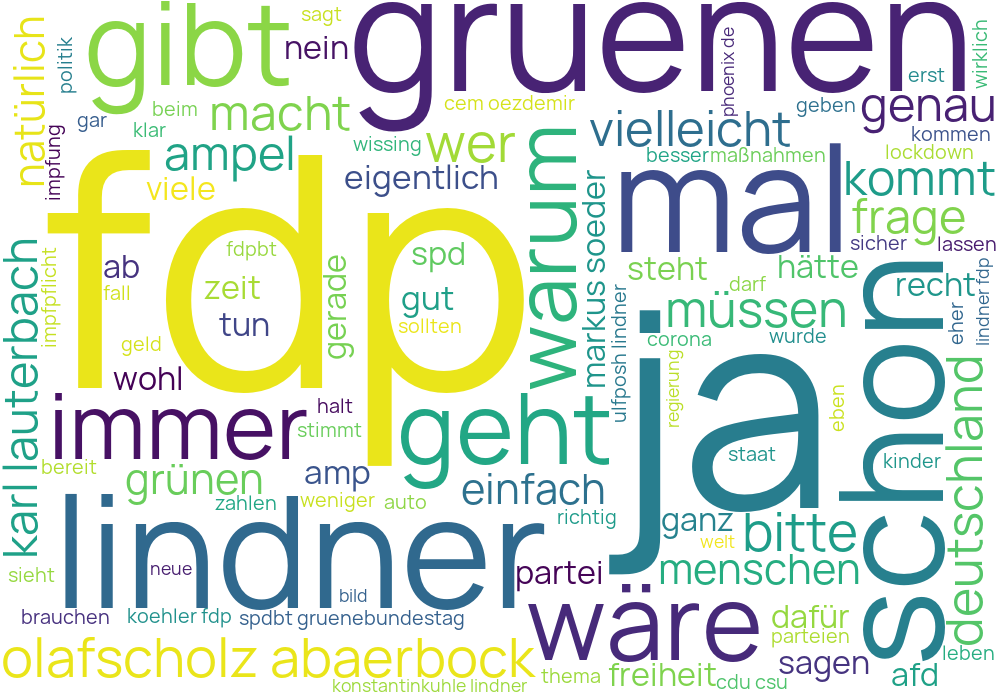 natürlich
politik
gibt
sagt
nein
gruenen
phoenix de
wirklich
erst
gar
beim
klar
macht
cem oezdemir
geben
genau
impfung
ampel
wissing
wer
vielleicht
kommen
viele
eigentlich
warum
besser
maßnahmen
lockdown
mal
kommt
frage
fdp
fdpbt
spd
markus soeder
sicher
lassen
karl lauterbach
impfpflicht
ab
fall
zeit
tun
gerade
gut
sollten
steht
hätte
darf
müssen
recht
eher
lindner fdp
schon
geld
ulfposh lindner
corona
wurde
wohl
regierung
ja
immer
halt
stimmt
geht
eben
staat
kinder
deutschland
bereit
grünen
amp
einfach
zahlen
weniger
auto
richtig
ganz
welt
bitte
lindner
sieht
neue
bild
partei
menschen
brauchen
koehler fdp
spdbt gruenebundestag
wäre
dafür
parteien
sagen
leben
afd
olafscholz abaerbock
konstantinkuhle lindner
thema
freiheit
cdu csu